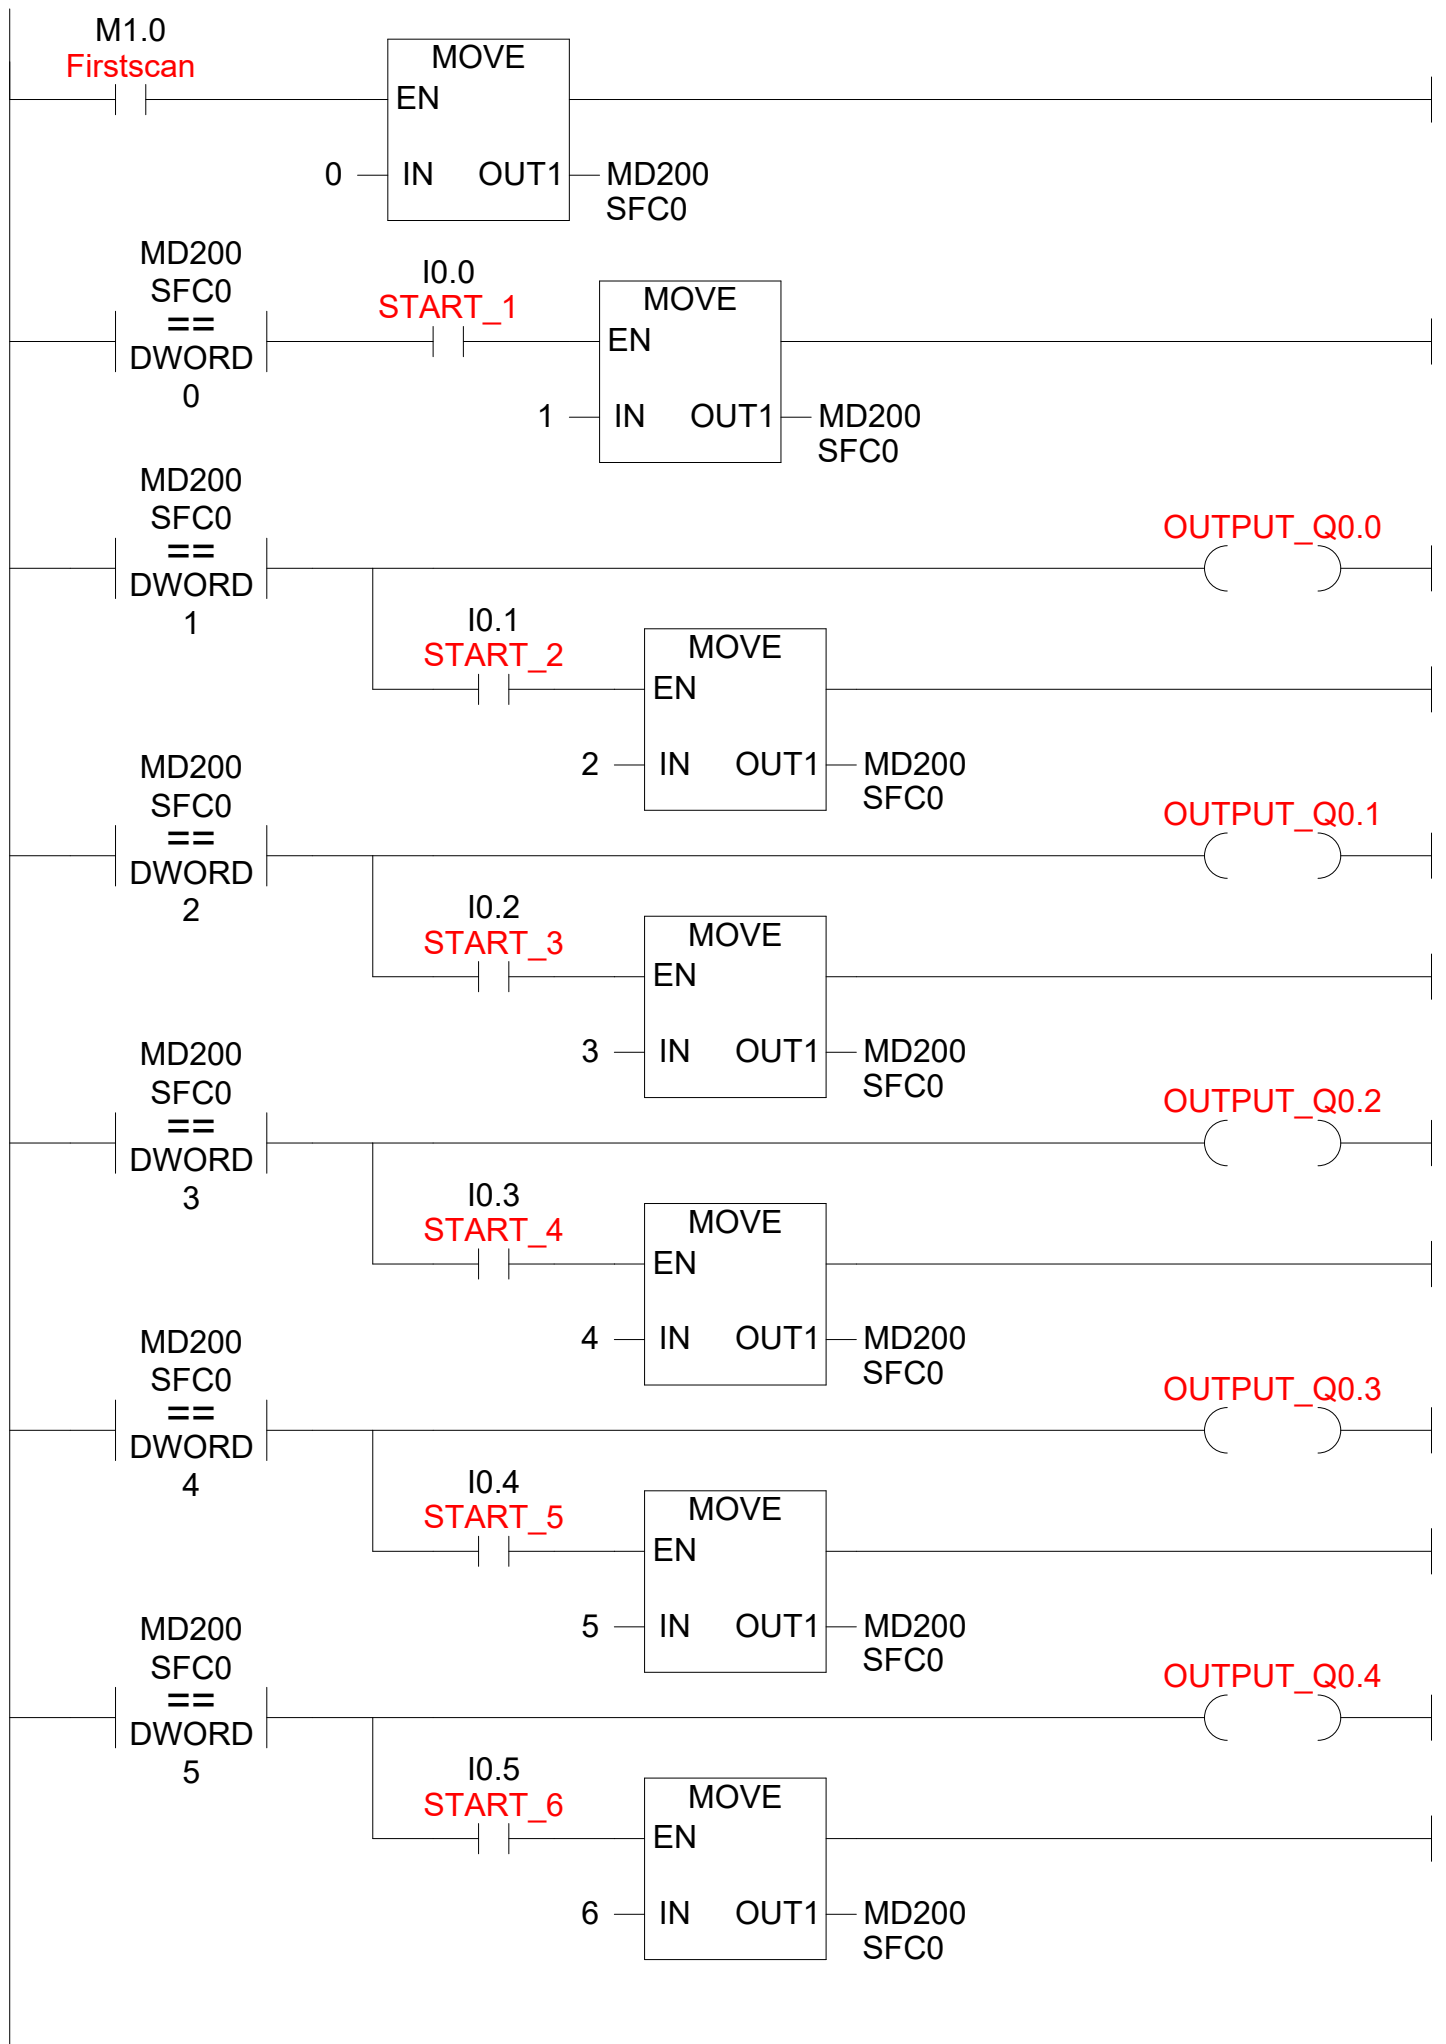 M1.0
Firstscan
MOVE
EN
0 IN OUT1 MD200
SFC0
MD200
SFC0
==
DWORD
0
I0.0
START_1
MOVE
EN
1 IN OUT1 MD200
SFC0
MD200
SFC0
==
DWORD
1
OUTPUT_Q0.0
I0.1
START_2
MOVE
EN
2 IN OUT1 MD200
SFC0
MD200
SFC0
==
DWORD
2
OUTPUT_Q0.1
I0.2
START_3
MOVE
EN
3 IN OUT1 MD200
SFC0
MD200
SFC0
==
DWORD
3
OUTPUT_Q0.2
I0.3
START_4
MOVE
EN
4 IN OUT1 MD200
SFC0
MD200
SFC0
==
DWORD
4
OUTPUT_Q0.3
I0.4
START_5
MOVE
EN
5 IN OUT1 MD200
SFC0
MD200
SFC0
==
DWORD
5
OUTPUT_Q0.4
I0.5
START_6
MOVE
EN
6 IN OUT1 MD200
SFC0